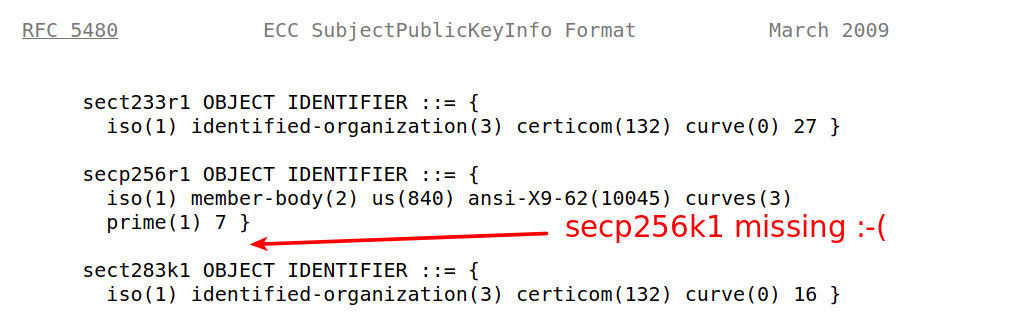 RFC 5480 ECC SubjectPublicKeyInfo Format March 2009
sect233r1 OBJECT IDENTIFIER ::= {
iso(1) identified-organization(3) certicom(132) curve(0) 27 }
secp256r1 OBJECT IDENTIFIER ::= {
iso(1) member-body(2) us(840) ansi-X9-62(10045) curves(3)
prime(1) 7 }
secp256k1 missing :-(
sect283k1 OBJECT IDENTIFIER ::= {
iso(1) identified-organization(3) certicom(132) curve(0) 16 }